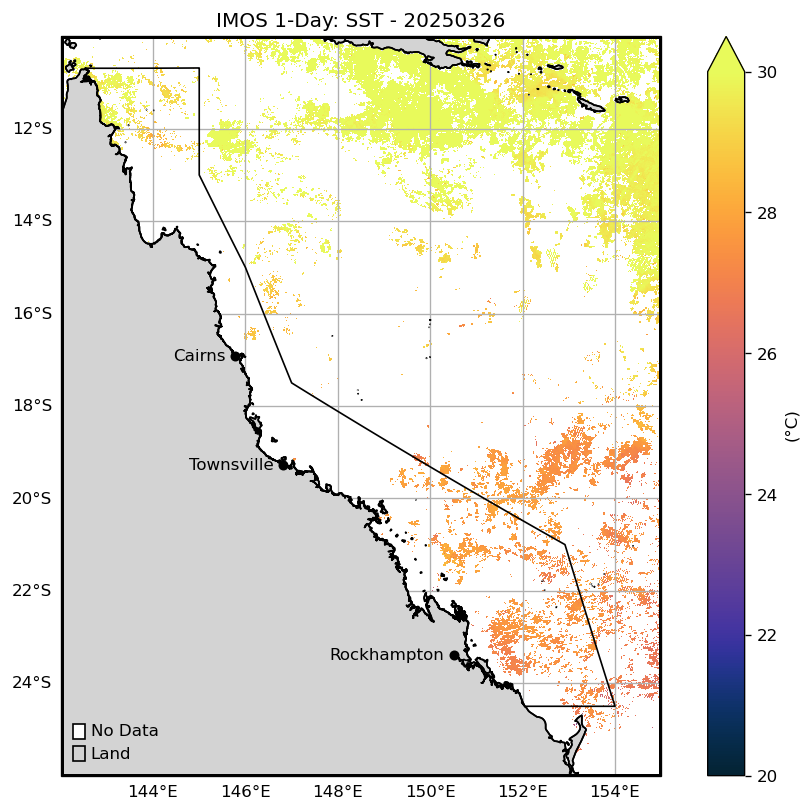 IMOS 1-Day: SST - 20250326
30
12°S
28
14°S
16°S
Cairns
26
18°S
(°C)
Townsville
24
20°S
22°S
22
Rockhampton
24°S
No Data
Land
20
144°E 146°E 148°E 150°E 152°E 154°E